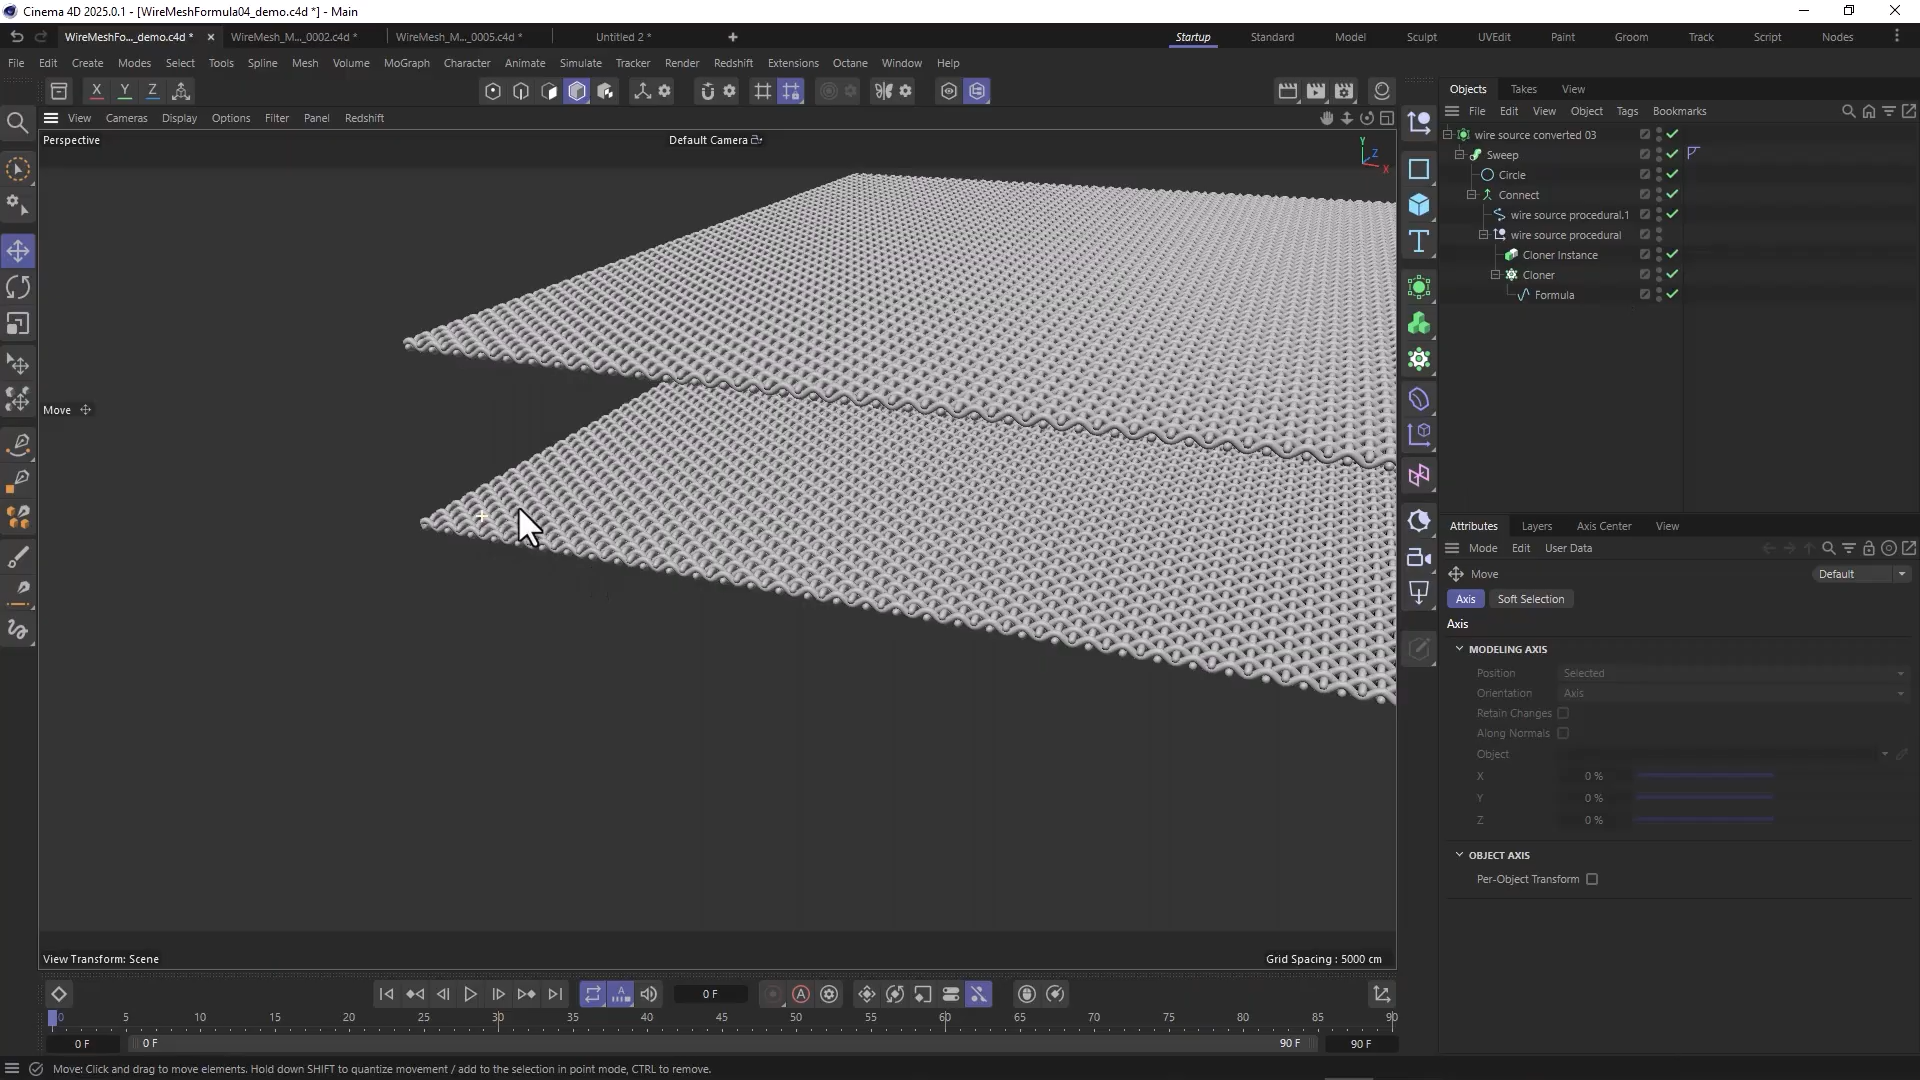 Cinema 4D 2025.0.1 - [WireMeshFormula04_demo.c4d *] - Main
WireMeshFo..._demo.c4d *
WireMesh_M..._0002.c4d *
WireMesh_M..._0005.c4d *
Untitled 2 *
Startup
Standard
Model
Sculpt
UVEdit
Paint
Groom
Track
Script
Nodes
File Edit Create Modes Select Tools Spline Mesh Volume MoGraph Character Animate Simulate Tracker Render Redshift Extensions Octane Window Help
X Y Z
View Cameras Display Options Filter Panel Redshift
Perspective
Default Camera
Y
Z
X
Move
View Transform: Scene
Grid Spacing : 5000 cm
Objects Takes View
File Edit View Object Tags Bookmarks
wire source converted 03
Sweep
Circle
Connect
wire source procedural.1
wire source procedural
Cloner Instance
Cloner
Formula
Attributes Layers Axis Center View
Mode Edit User Data
Move
Default
Axis
Soft Selection
Axis
MODELING AXIS
Position Selected
Orientation Axis
Retain Changes
Along Normals
Object
X 0 %
Y 0 %
Z 0 %
OBJECT AXIS
Per-Object Transform
0 F
0 5 10 15 20 25 30 35 40 45 50 55 60 65 70 75 80 85 90
0 F
0 F
90 F
90 F
Move: Click and drag to move elements. Hold down SHIFT to quantize movement / add to the selection in point mode, CTRL to remove.